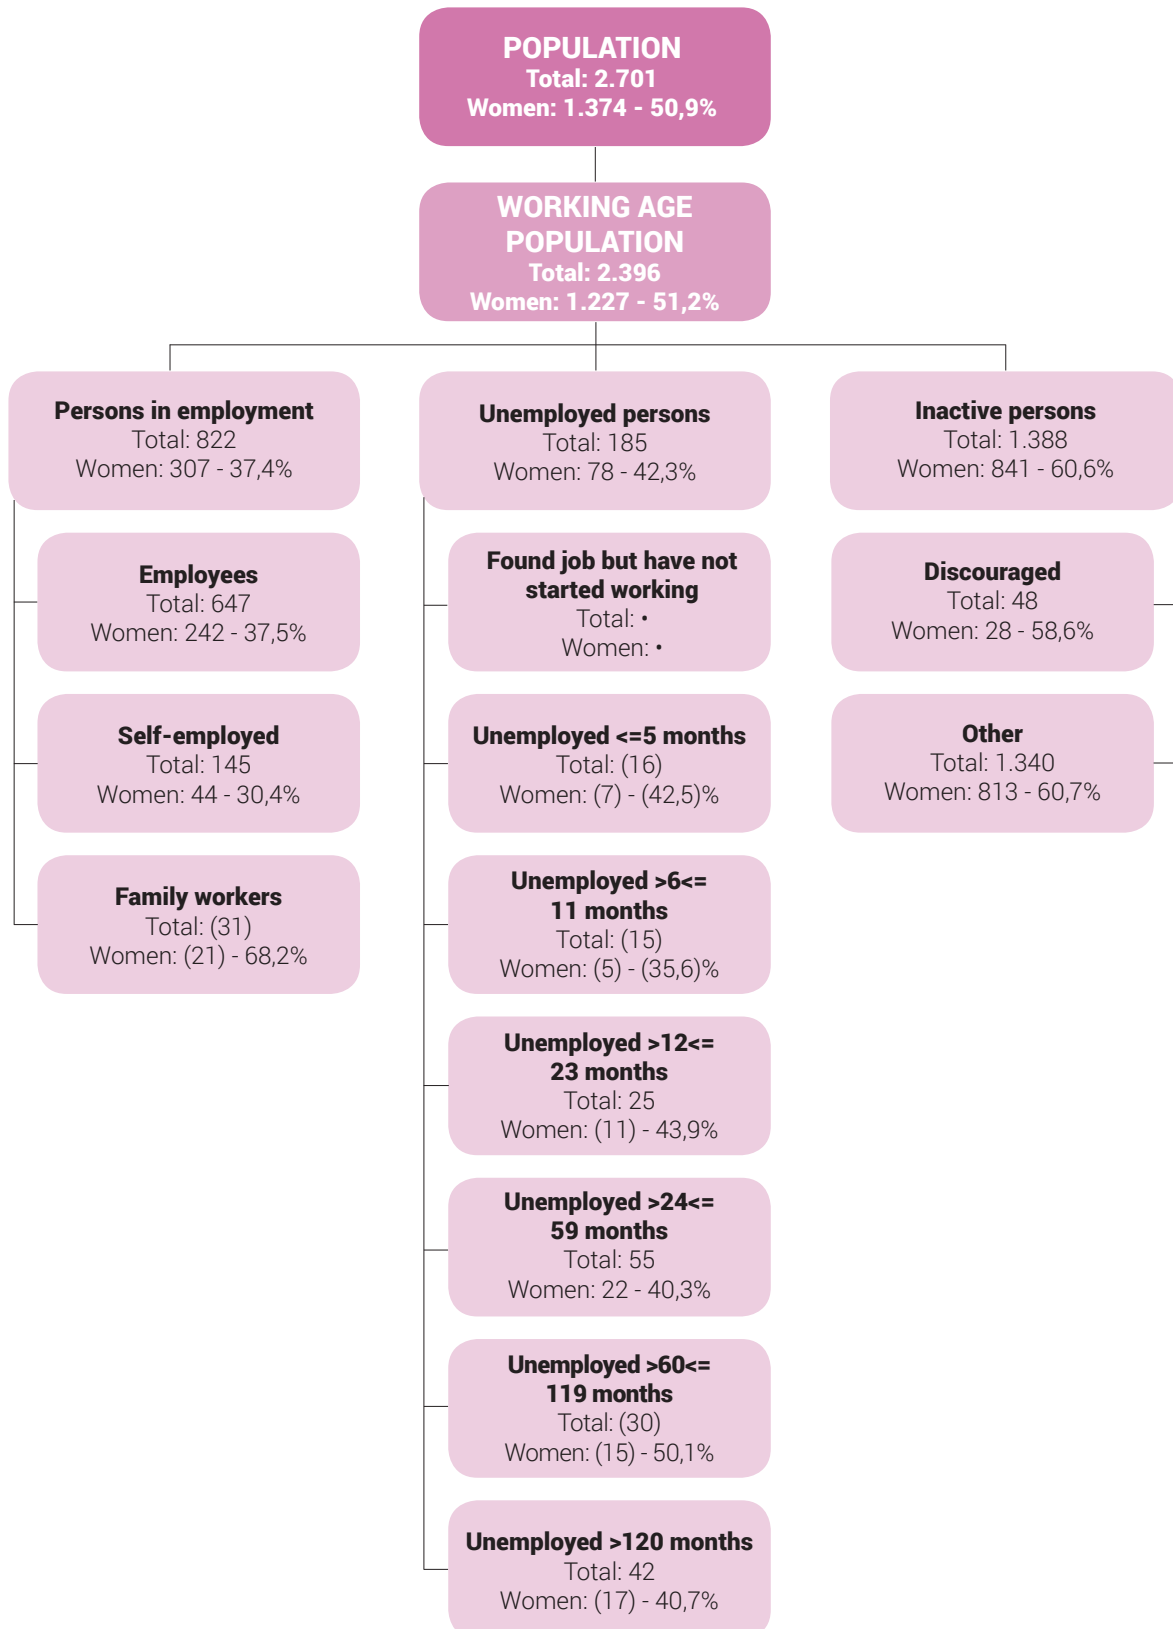 POPULATION
Total: 2.701
Women: 1.374 - 50,9%
WORKING AGE
POPULATION
Total: 2.396
Women: 1.227 - 51,2%
Persons in employment
Total: 822
Women: 307 - 37,4%
Employees
Total: 647
Women: 242 - 37,5%
Self-employed
Total: 145
Women: 44 - 30,4%
Family workers
Total: (31)
Women: (21) - 68,2%
Unemployed persons
Total: 185
Women: 78 - 42,3%
Found job but have not
started working
Total: •
Women: •
Unemployed <=5 months
Total: (16)
Women: (7) - (42,5)%
Unemployed >6<=
11 months
Total: (15)
Women: (5) - (35,6)%
Unemployed >12<=
23 months
Total: 25
Women: (11) - 43,9%
Unemployed >24<=
59 months
Total: 55
Women: 22 - 40,3%
Unemployed >60<=
119 months
Total: (30)
Women: (15) - 50,1%
Unemployed >120 months
Total: 42
Women: (17) - 40,7%
Inactive persons
Total: 1.388
Women: 841 - 60,6%
Discouraged
Total: 48
Women: 28 - 58,6%
Other
Total: 1.340
Women: 813 - 60,7%